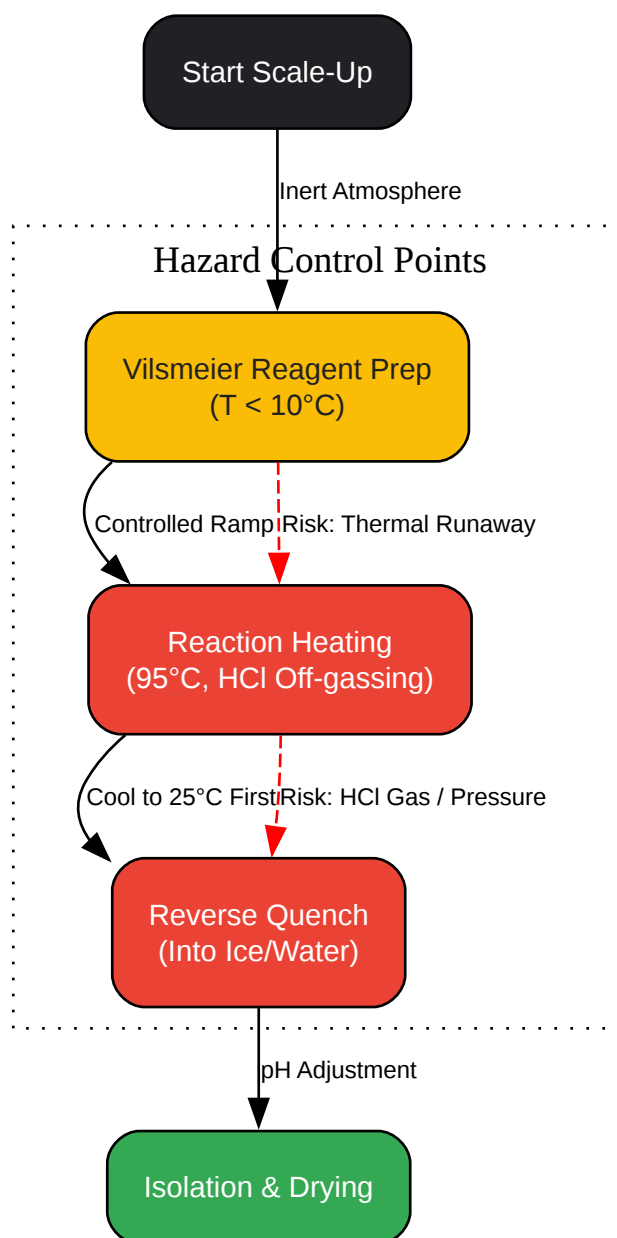 Start Scale-Up
Inert Atmosphere
Hazard Control Points
Vilsmeier Reagent Prep
(T < 10°C)
Controlled Ramp
Risk: Thermal Runaway
Reaction Heating
(95°C, HCl Off-gassing)
Cool to 25°C First
Risk: HCl Gas / Pressure
Reverse Quench
(Into Ice/Water)
pH Adjustment
Isolation & Drying